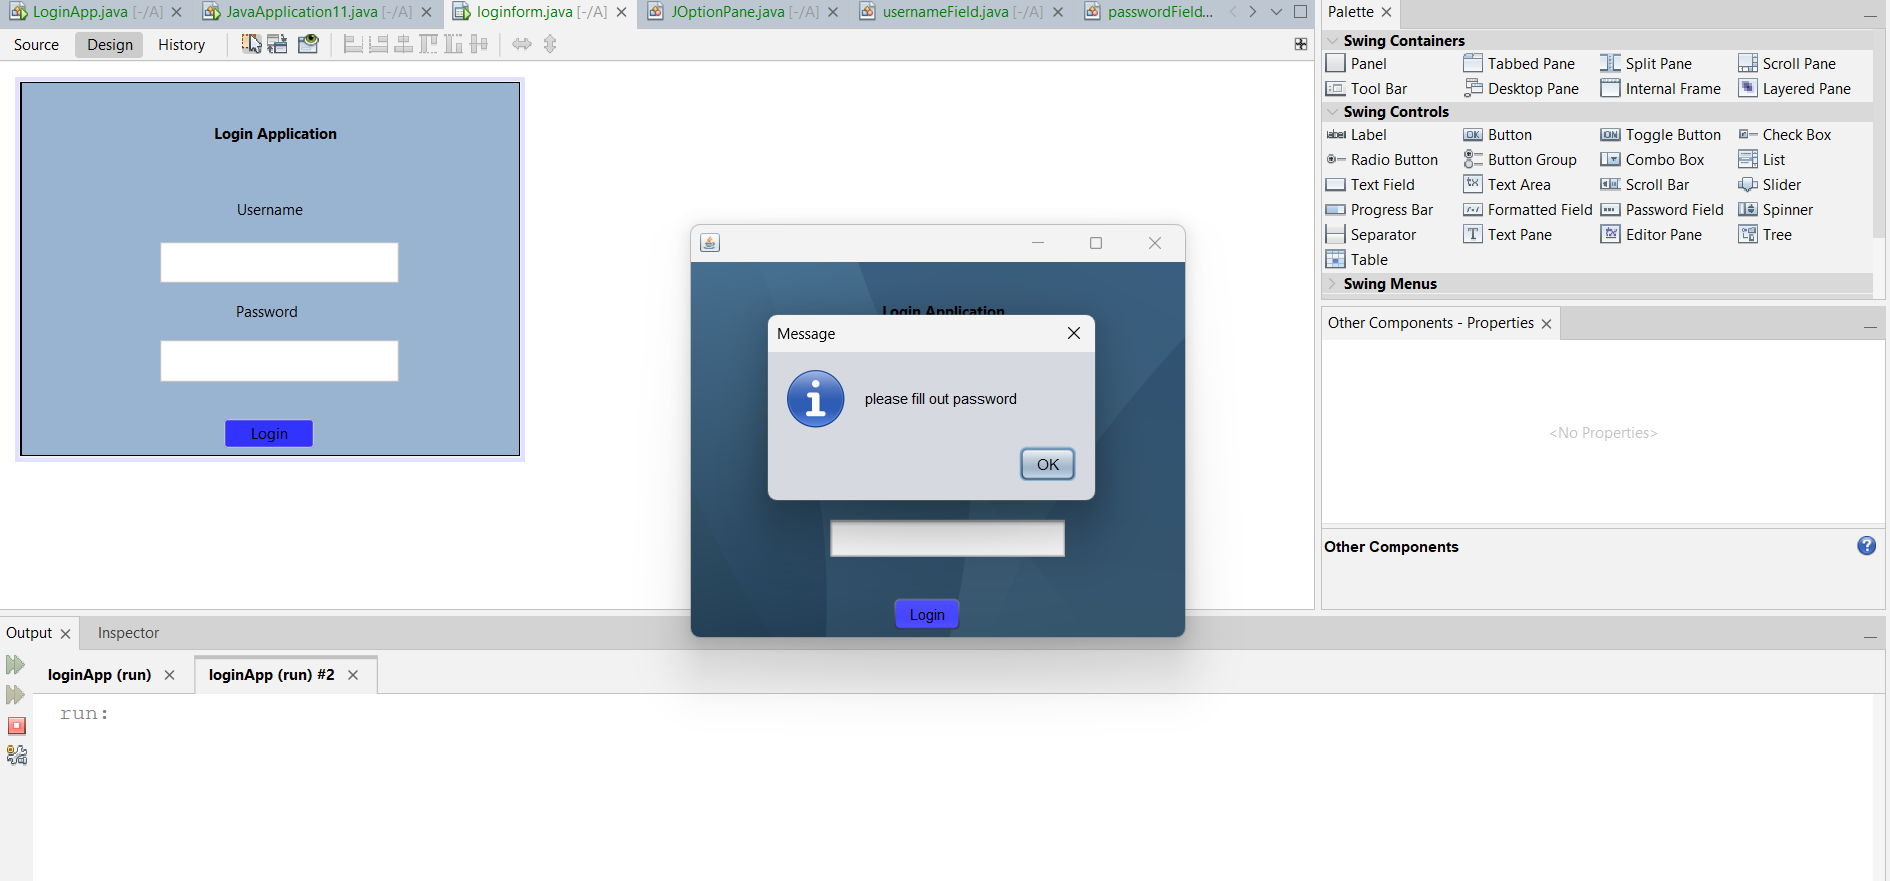 LoginApp.java [-/A] JavaApplication11.java [-/A] loginform.java [-/A] JOptionPane.java [-/A] usernameField.java [-/A] passwordField...
Source Design History
Login Application
Username
Password
Login
Login Application
Message
please fill out password
OK
Login
Palette
Swing Containers
Panel Tabbed Pane Split Pane Scroll Pane
Tool Bar Desktop Pane Internal Frame Layered Pane
Swing Controls
label Label OK Button ON Toggle Button Check Box
Radio Button Button Group Combo Box List
Text Field Text Area Scroll Bar Slider
Progress Bar Formatted Field Password Field Spinner
Separator T Text Pane Editor Pane Tree
Table
Swing Menus
Other Components - Properties
<No Properties>
Other Components
?
Output Inspector
loginApp (run) loginApp (run) #2
run: